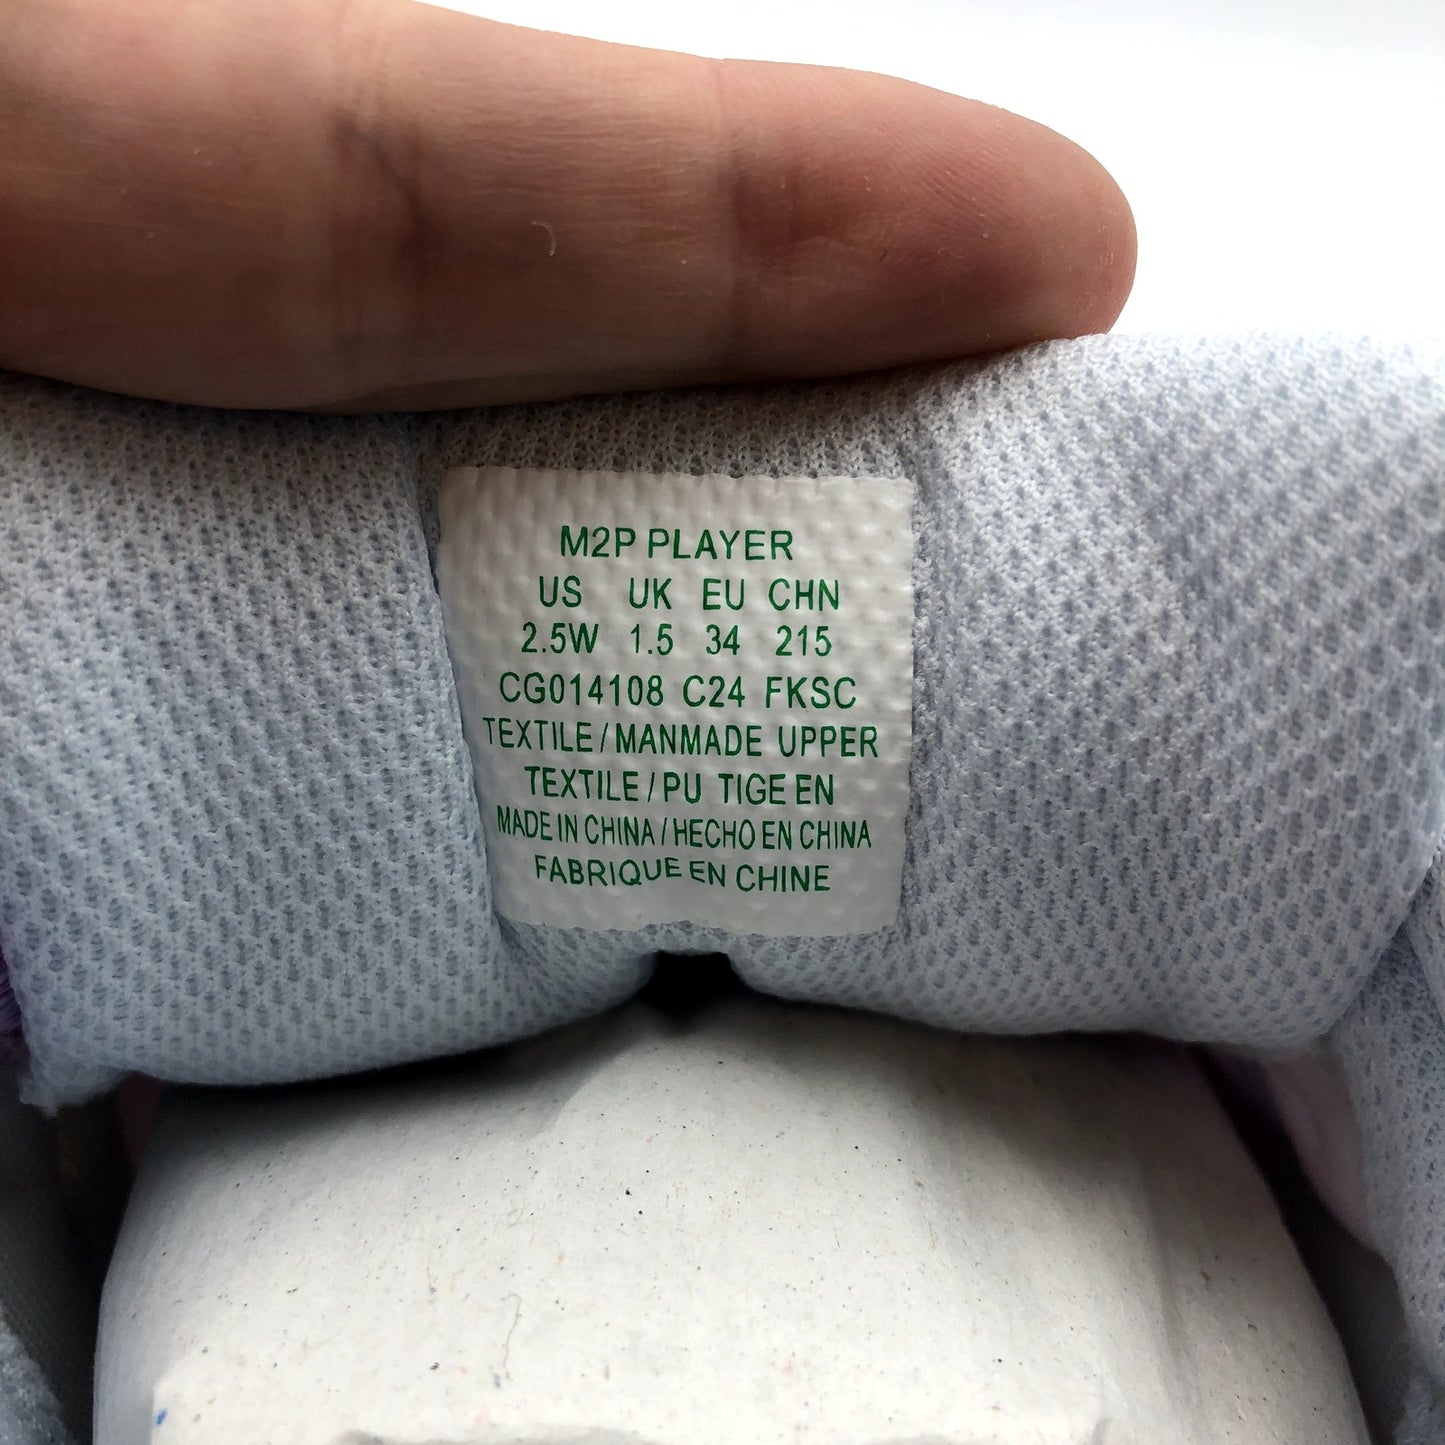 M2P PLAYER
US UK EU CHN
2.5W 1.5 34 215
CG014108 C24 FKSC
TEXTILE / MANMADE UPPER
TEXTILE / PU TIGE EN
MADE IN CHINA / HECHO EN CHINA
FABRIQUE EN CHINE